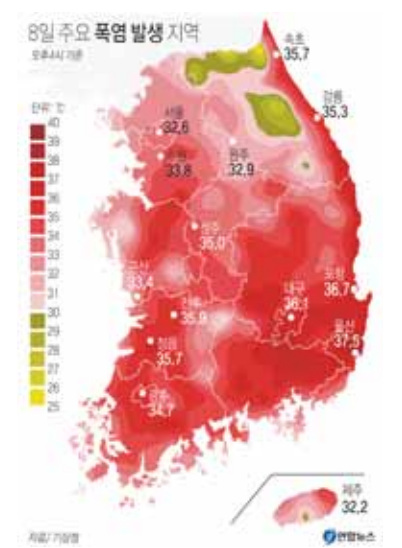 8일 주요 폭염 발생 지역
오후4시 기준
단위: ℃
40
39
38
37
36
35
34
33
32
31
30
29
28
27
26
25
속초
35,7
강릉
35,3
서울
32,6
수원
33,8
원주
32,9
청주
35,0
군산
33,4
전주
35,9
정읍
35,7
광주
34,7
대구
36,1
포항
36,7
울산
37,5
제주
32,2
자료/기상청
연합뉴스